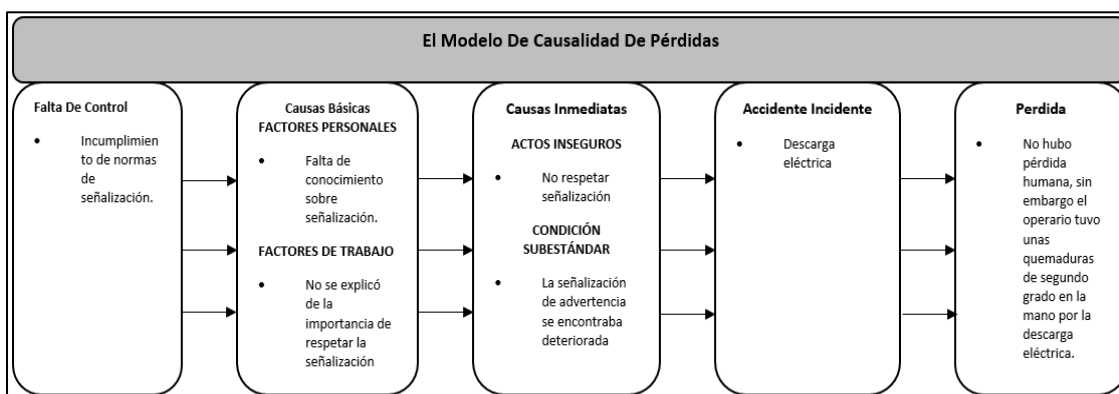 El Modelo De Causalidad De Pérdidas
Falta De Control
• Incumplimien
to de normas
de
señalización.
Causas Básicas
FACTORES PERSONALES
• Falta de
conocimiento
sobre
señalización.
FACTORES DE TRABAJO
• No se explicó
de la
importancia de
respetar la
señalización
Causas Inmediatas
ACTOS INSEGUROS
• No respetar
señalización
CONDICIÓN
SUBESTÁNDAR
• La señalización
de advertencia
se encontraba
deteriorada
Accidente Incidente
• Descarga
eléctrica
Perdida
• No hubo
pérdida
humana, sin
embargo el
operario tuvo
unas
quemaduras
de segundo
grado en la
mano por la
descarga
eléctrica.